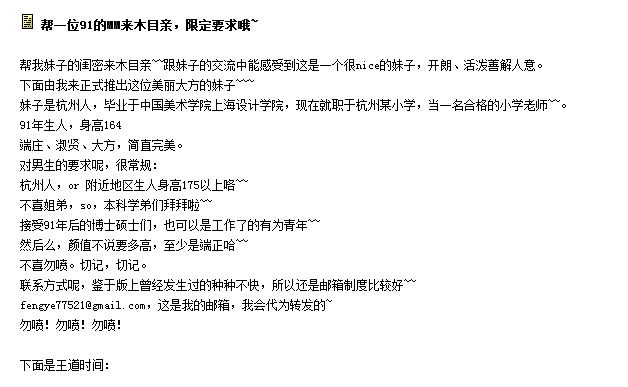 帮一位91的MM来木目亲，限定要求哦~
帮我妹子的闺密来木目亲~~跟妹子的交流中能感受到这是一个很nice的妹子，开朗、活泼善解人意。
下面由我来正式推出这位美丽大方的妹子~~~
妹子是杭州人，毕业于中国美术学院上海设计学院，现在就职于杭州某小学，当一名合格的小学老师~~。
91年生人，身高164
端庄、淑贤、大方，简直完美。
对男生的要求呢，很常规：
杭州人，or 附近地区生人身高175以上咯~~
不喜姐弟，so，本科学弟们拜拜啦~~
接受91年后的博士硕士们，也可以是工作了的有为青年~~
然后么，颜值不说要多高，至少是端正哈~~
不喜勿喷。切记，切记。
联系方式呢，鉴于版上曾经发生过的种种不快，所以还是邮箱制度比较好~~
fengye77521@gmail.com，这是我的邮箱，我会代为转发的~
勿喷！勿喷！勿喷！
下面是王道时间：